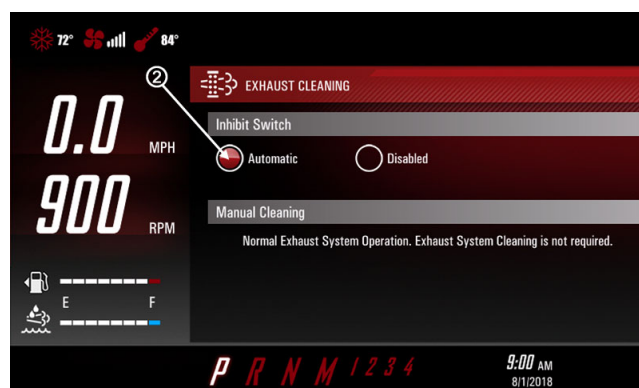 72° 84°
2
EXHAUST CLEANING
Inhibit Switch
0.0 MPH
Automatic Disabled
900 RPM
Manual Cleaning
Normal Exhaust System Operation. Exhaust System Cleaning is not required.
E F
P R N M 1 2 3 4
9:00 AM
8/1/2018